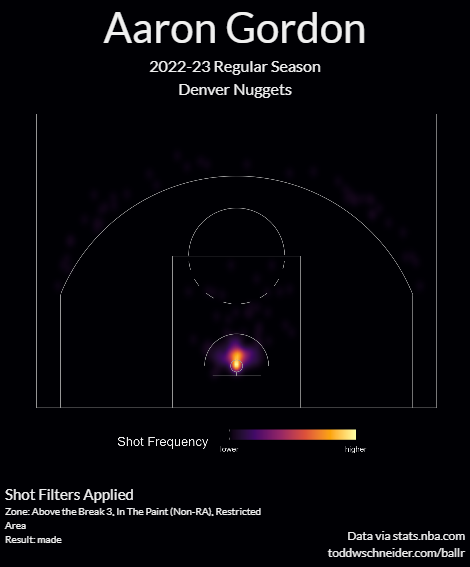 Aaron Gordon
2022-23 Regular Season
Denver Nuggets
Shot Frequency
lower
higher
Shot Filters Applied
Zone: Above the Break 3, In The Paint (Non-RA), Restricted
Area
Result: made
Data via stats.nba.com
toddwschneider.com/ballr